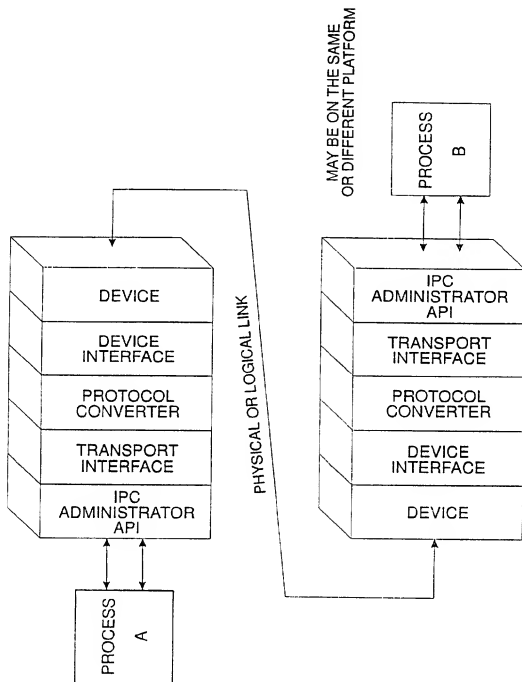 DEVICE
DEVICE
INTERFACE
PROTOCOL
CONVERTER
TRANSPORT
INTERFACE
IPC
ADMINISTRATOR
API
PROCESS
A
PHYSICAL OR LOGICAL LINK
MAY BE ON THE SAME
OR DIFFERENT PLATFORM
PROCESS
B
IPC
ADMINISTRATOR
API
TRANSPORT
INTERFACE
PROTOCOL
CONVERTER
DEVICE
INTERFACE
DEVICE